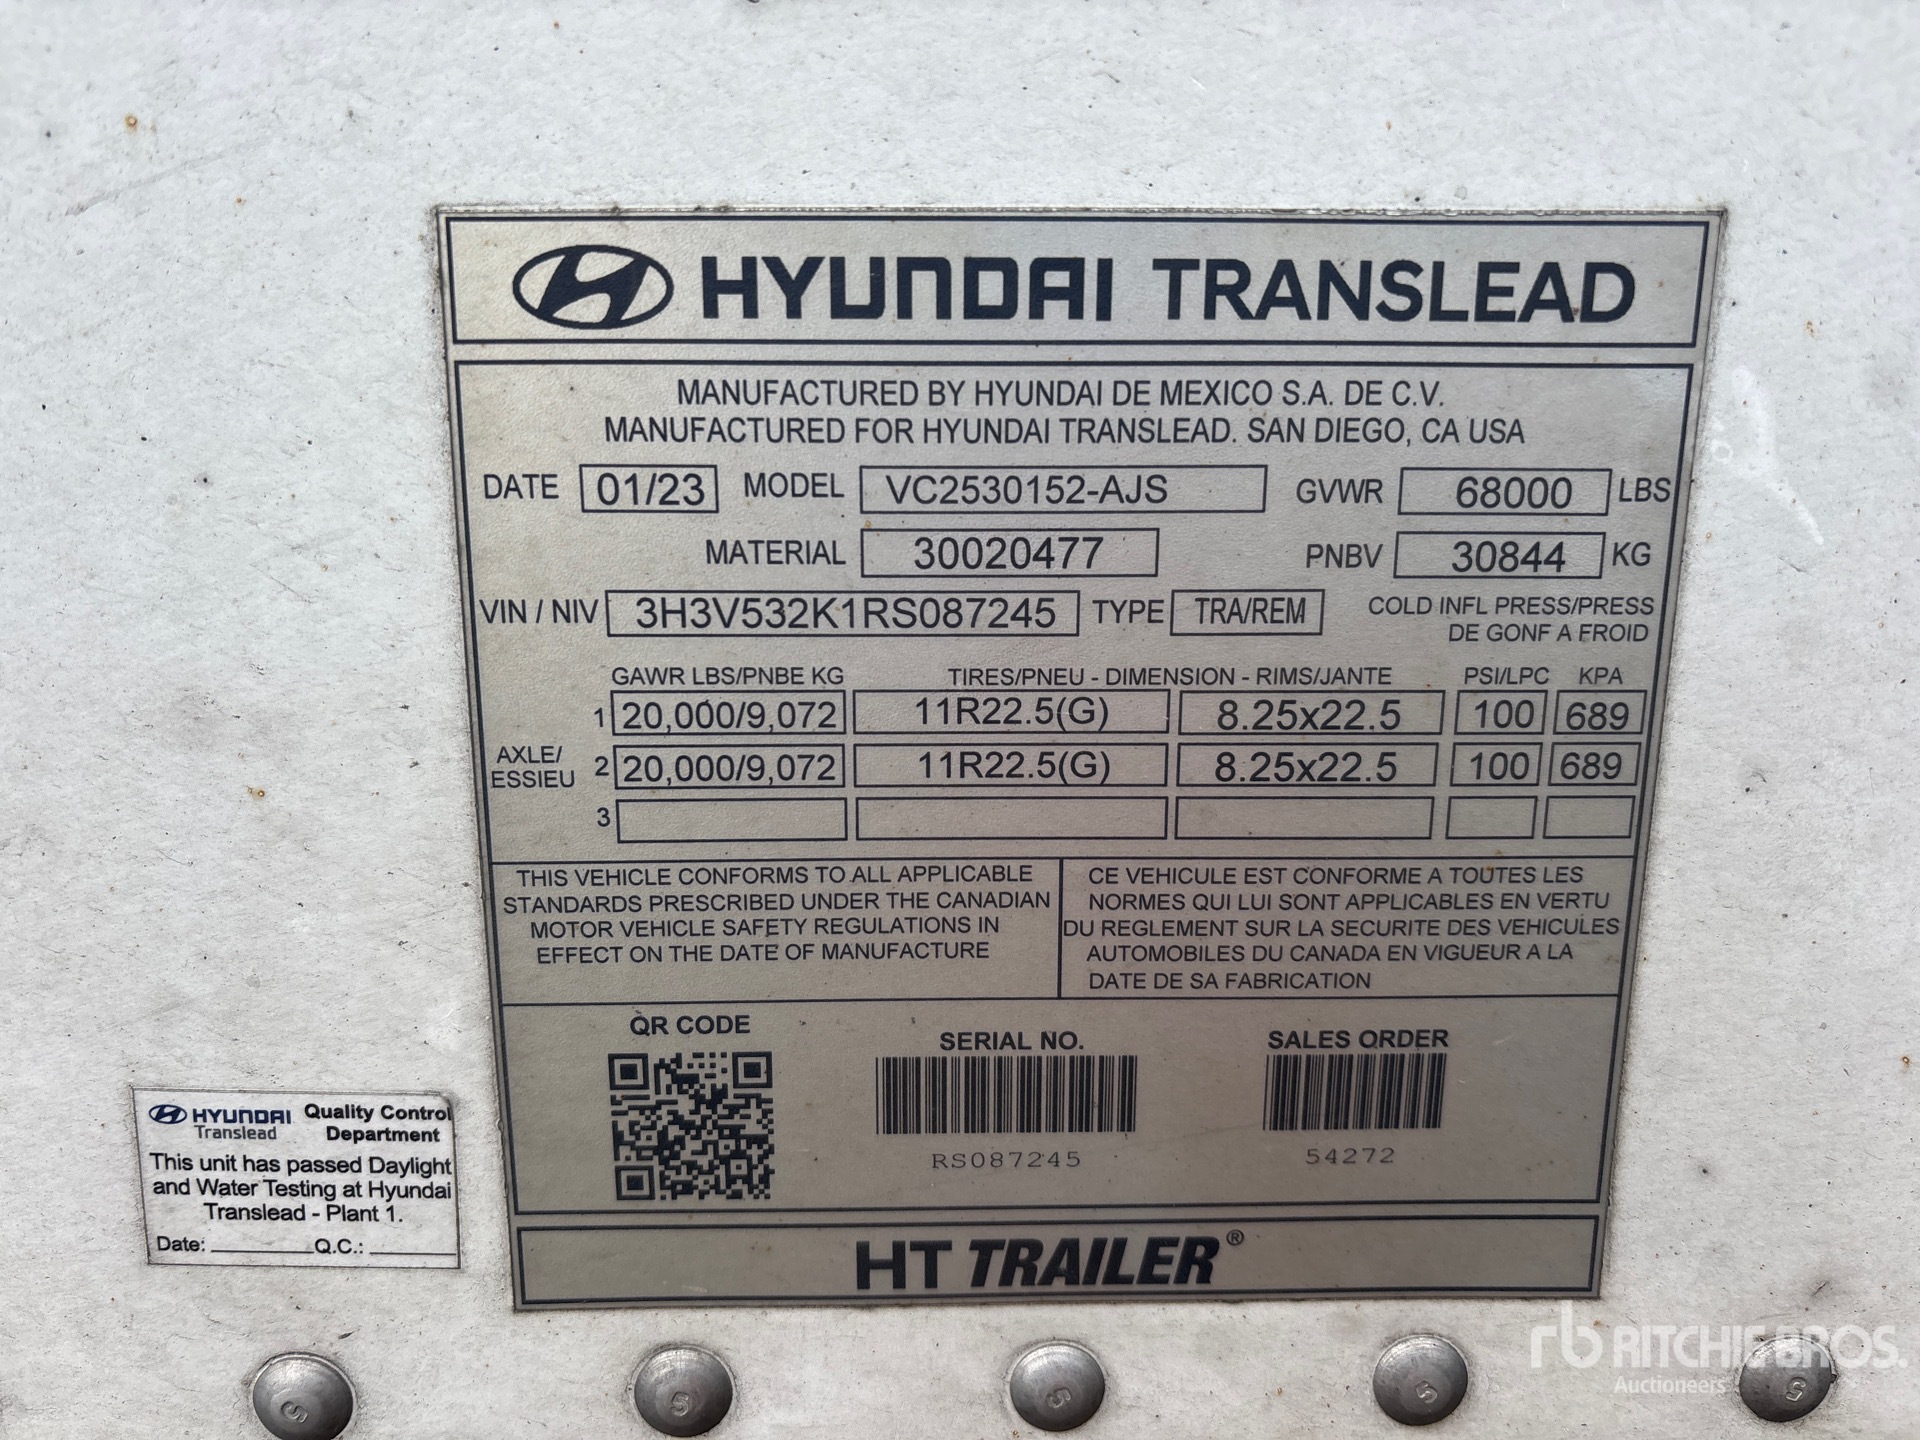 HYUNDAI TRANSLEAD
MANUFACTURED BY HYUNDAI DE MEXICO S.A. DE C.V.
MANUFACTURED FOR HYUNDAI TRANSLEAD. SAN DIEGO, CA USA
DATE 01/23 MODEL VC2530152-AJS GVWR 68000 LBS
MATERIAL 30020477 PNBV 30844 KG
VIN / NIV 3H3V532K1RS087245 TYPE TRA/REM COLD INFL PRESS/PRESS
DE GONF A FROID
GAWR LBS/PNBE KG TIRES/PNEU - DIMENSION - RIMS/JANTE PSI/LPC KPA
1 20,000/9,072 11R22.5(G) 8.25x22.5 100 689
AXLE/
ESSIEU
2 20,000/9,072 11R22.5(G) 8.25x22.5 100 689
3
THIS VEHICLE CONFORMS TO ALL APPLICABLE
STANDARDS PRESCRIBED UNDER THE CANADIAN
MOTOR VEHICLE SAFETY REGULATIONS IN
EFFECT ON THE DATE OF MANUFACTURE
CE VEHICULE EST CONFORME A TOUTES LES
NORMES QUI LUI SONT APPLICABLES EN VERTU
DU REGLEMENT SUR LA SECURITE DES VEHICULES
AUTOMOBILES DU CANADA EN VIGUEUR A LA
DATE DE SA FABRICATION
QR CODE
SERIAL NO.
RS087245
SALES ORDER
54272
HT TRAILER®
HYUNDAI
Translead
Quality Control
Department
This unit has passed Daylight
and Water Testing at Hyundai
Translead - Plant 1.
Date: Q.C.:
S
S
S
S
S
rb RITCHIE BROS.
Auctioneers